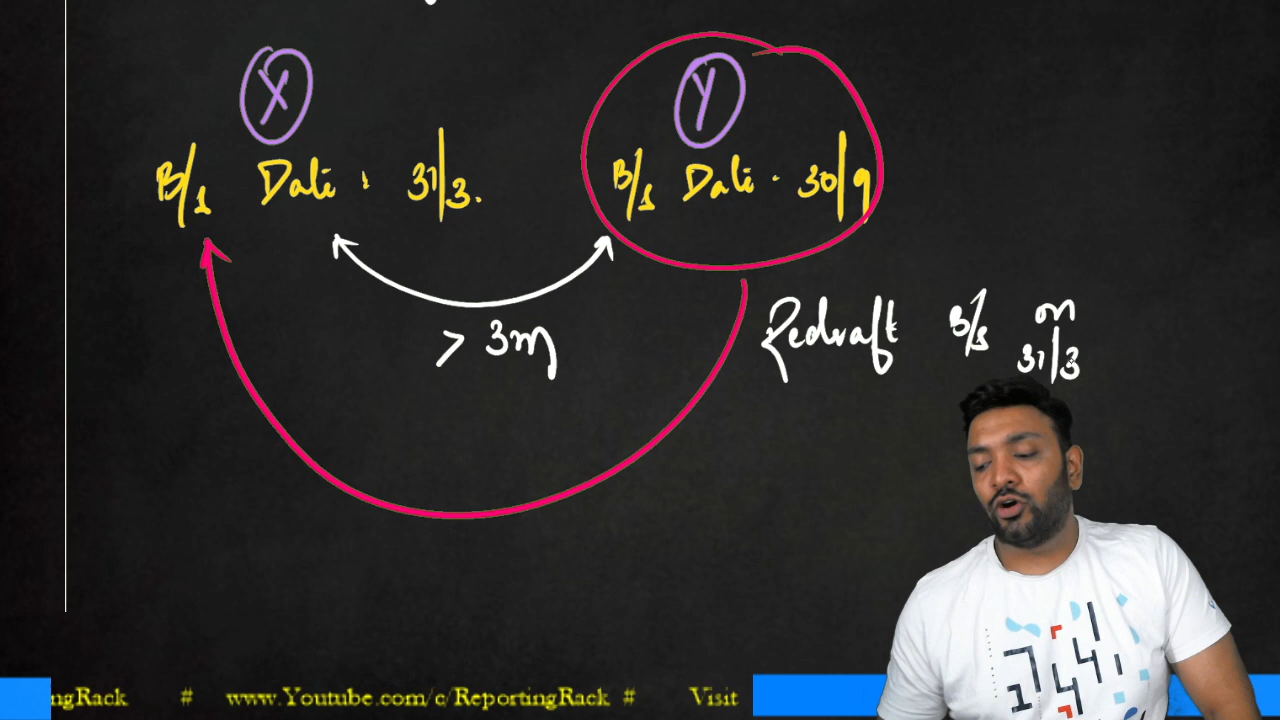 X
Y
B/s Date : 31/3.
B/s Date . 30/9
> 3m
Redraft B/s on
31/3
ngRack # www.Youtube.com/c/ReportingRack # Visit